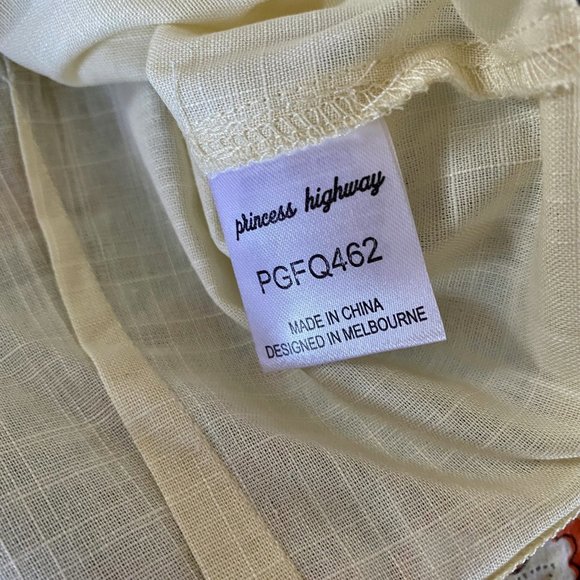 princess highway
PGFQ462
MADE IN CHINA
DESIGNED IN MELBOURNE